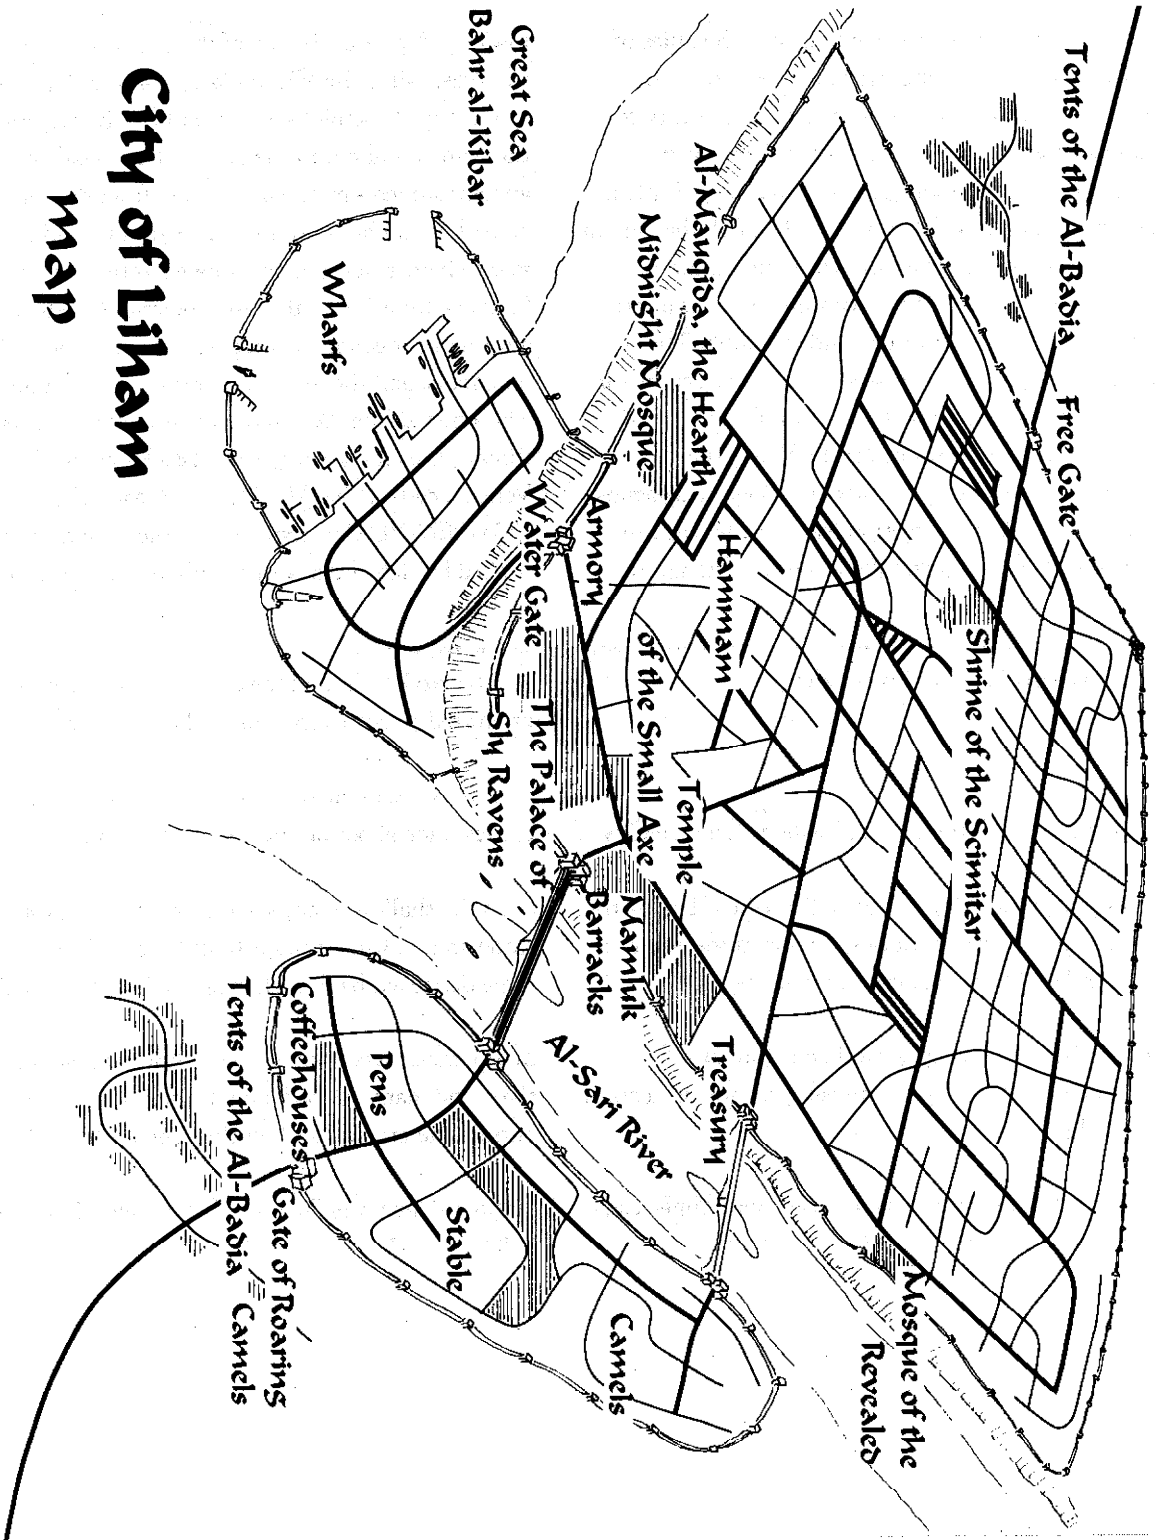 City of Liham
map
Great Sea
Bahr al-Kibar
Wharfs
Tents of the Al-Badia
Free Gate
Al-Mauqida, the Hearth
Midnight Mosque
Armory
Water Gate
Hammam
Shrine of the Scimitar
Temple
of the Small Axe
The Palace of
Sly Ravens
Mamluk
Barracks
Treasury
Al-Sari River
Mosque of the
Revealed
Pens
Coffeehouses
Stable
Camels
Tents of the Al-Badia
Gate of Roaring
Camels